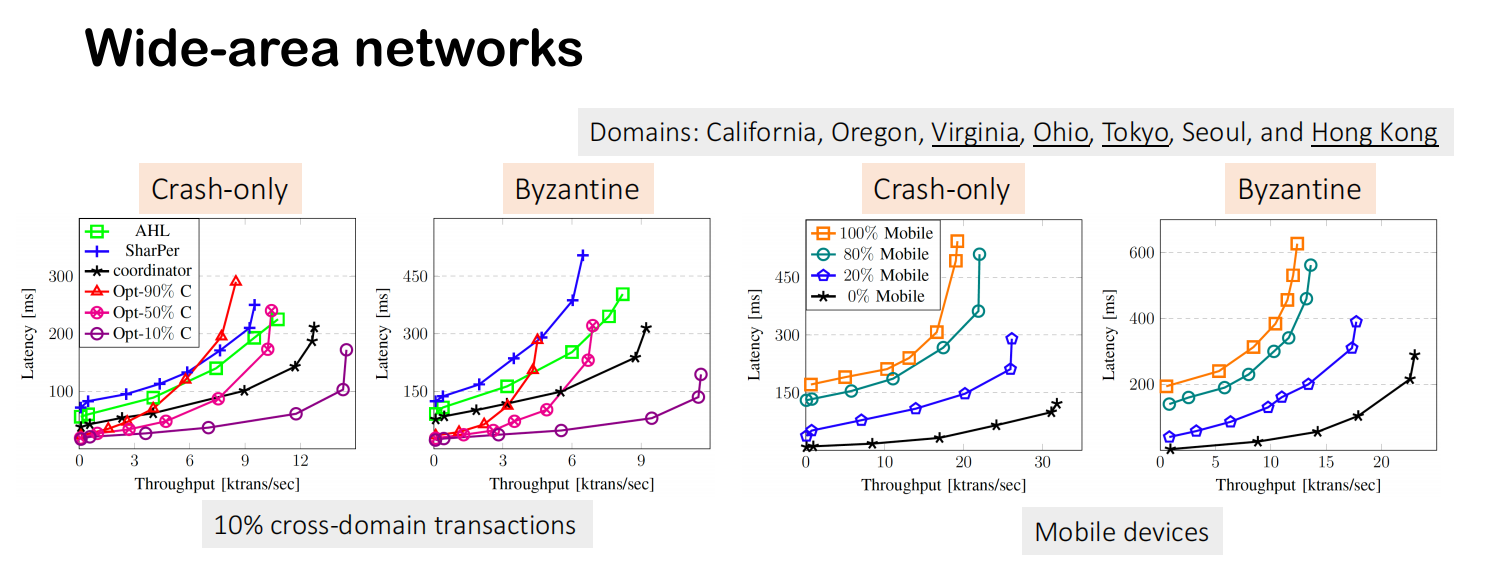 Wide-area networks
Domains: California, Oregon, Virginia, Ohio, Tokyo, Seoul, and Hong Kong
Crash-only
Byzantine
Crash-only
Byzantine
AHL
SharPer
coordinator
Opt-90% C
Opt-50% C
Opt-10% C
300
200
100
Latency [ms]
0 3 6 9 12
Throughput [ktrans/sec]
450
300
150
Latency [ms]
0 3 6 9
Throughput [ktrans/sec]
10% cross-domain transactions
100% Mobile
80% Mobile
20% Mobile
0% Mobile
450
300
150
Latency [ms]
0 10 20 30
Throughput [ktrans/sec]
600
400
200
Latency [ms]
0 5 10 15 20
Throughput [ktrans/sec]
Mobile devices